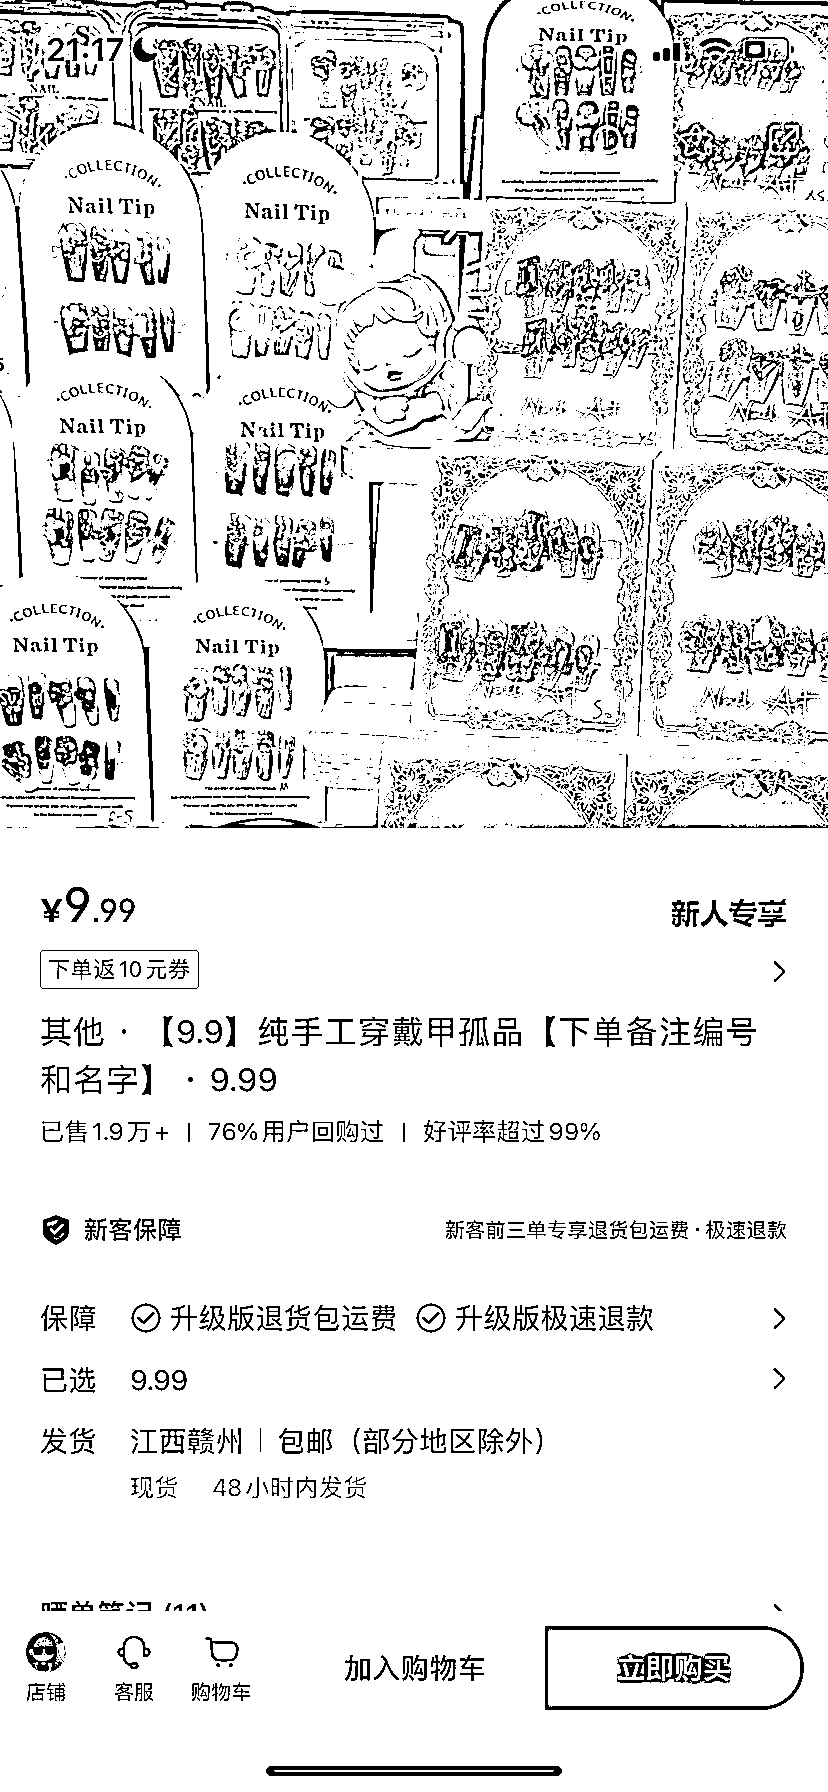 21:17
·COLLECTION·
Nail Tip
·COLLECTION·
Nail Tip
·COLLECTION·
Nail Tip
·COLLECTION·
Nail Tip
·COLLECTION·
Nail Tip
·COLLECTION·
Nail Tip
·COLLECTION·
Nail Tip
¥9.99
新人专享
下单返10元券
其他 · 【9.9】纯手工穿戴甲孤品【下单备注编号
和名字】 · 9.99
已售1.9万+ | 76%用户回购过 | 好评率超过99%
新客保障
新客前三单专享退货包运费·极速退款
保障 升级版退货包运费 升级版极速退款
已选 9.99
发货 江西赣州 | 包邮（部分地区除外）
现货 48小时内发货
晒单笔记 (11)
店铺
客服
购物车
加入购物车
立即购买